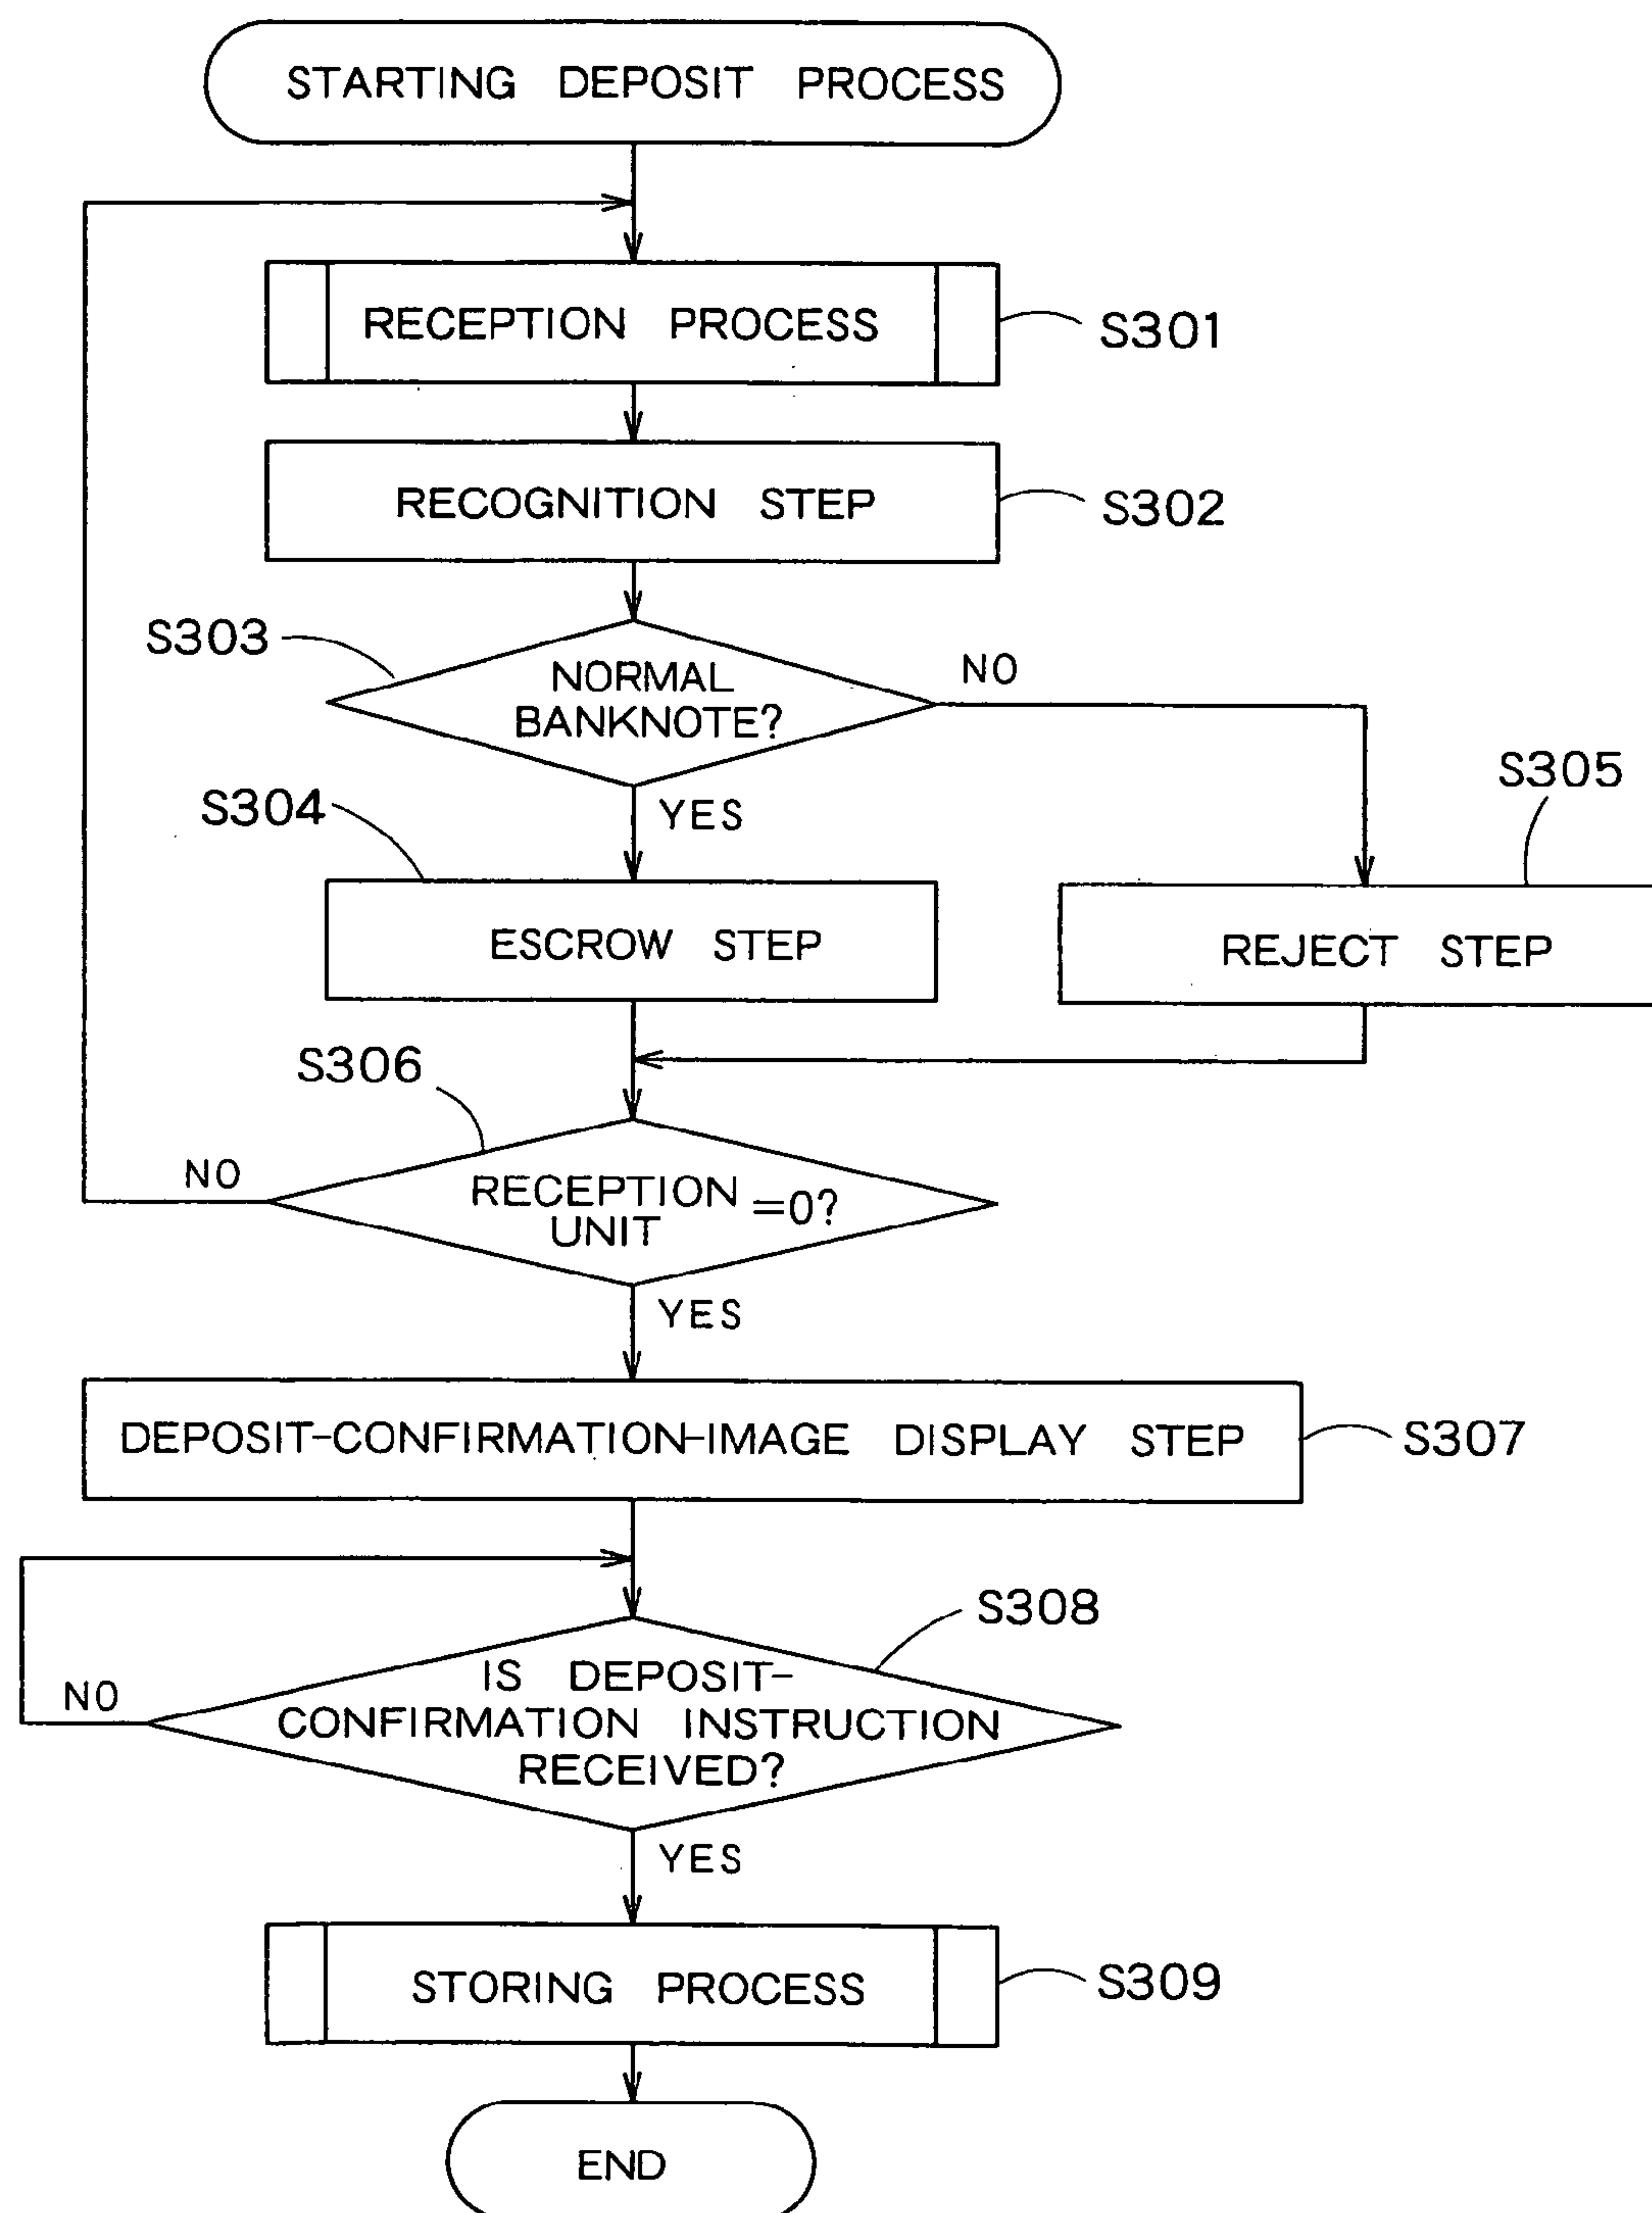 STARTING DEPOSIT PROCESS
RECEPTION PROCESS
S301
RECOGNITION STEP
S302
S303
NORMAL
BANKNOTE?
NO
YES
S304
S305
ESCROW STEP
REJECT STEP
S306
NO
RECEPTION
UNIT
=0?
YES
DEPOSIT-CONFIRMATION-IMAGE DISPLAY STEP
S307
S308
NO
IS DEPOSIT-
CONFIRMATION INSTRUCTION
RECEIVED?
YES
STORING PROCESS
S309
END